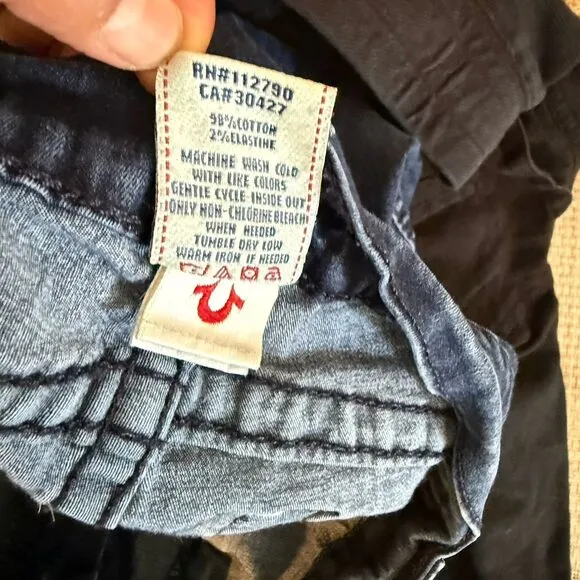 RN#112790
CA#30427
98%COTTON
2%ELASTINE
MACHINE WASH COLD
WITH LIKE COLORS
GENTLE CYCLE INSIDE OUT
ONLY NON-CHLORINE BLEACH
WHEN NEEDED
TUMBLE DRY LOW
WARM IRON IF NEEDED